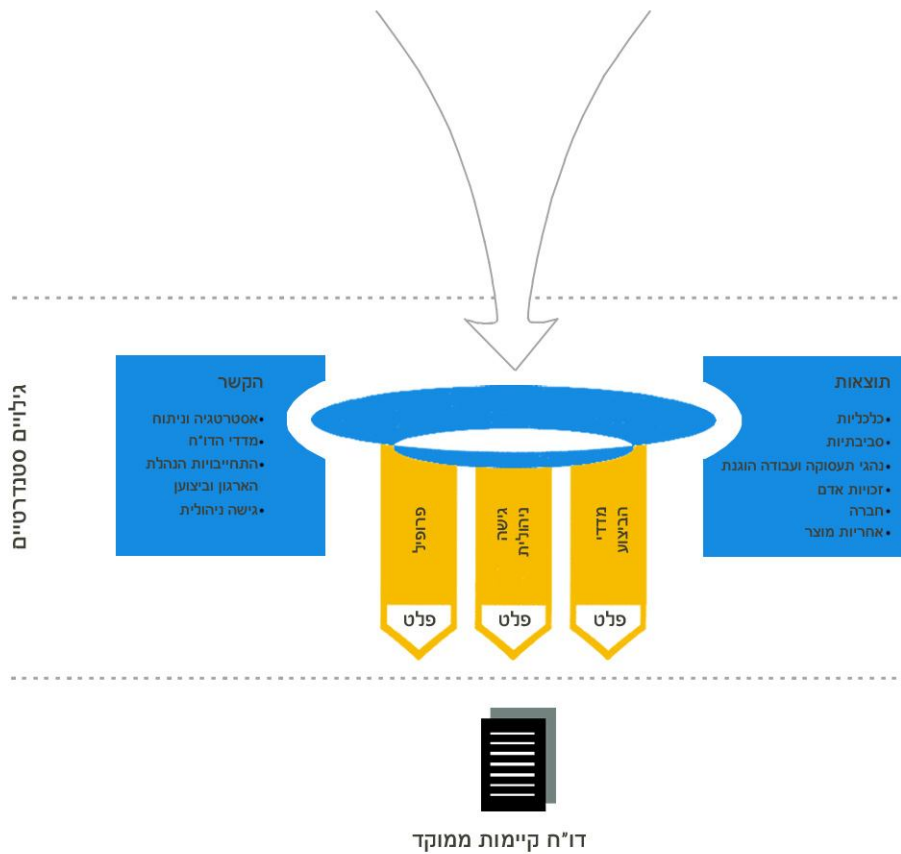 גילויים סטנדרטיים
תוצאות
•כלכליות
•סביבתיות
•נהגי תעסוקה ועבודה הוגנת
•זכויות אדם
•חברה
•אחריות מוצר
הקשר
•אסטרטגיה וניתוח
•מדדי הדו"ח
•התחייבויות הנהלת
הארגון וביצוען
•גישה ניהולית
מדדי
הביצוע
פלט
גישה
ניהולית
פלט
פרופיל
פלט
דו"ח קיימות ממוקד